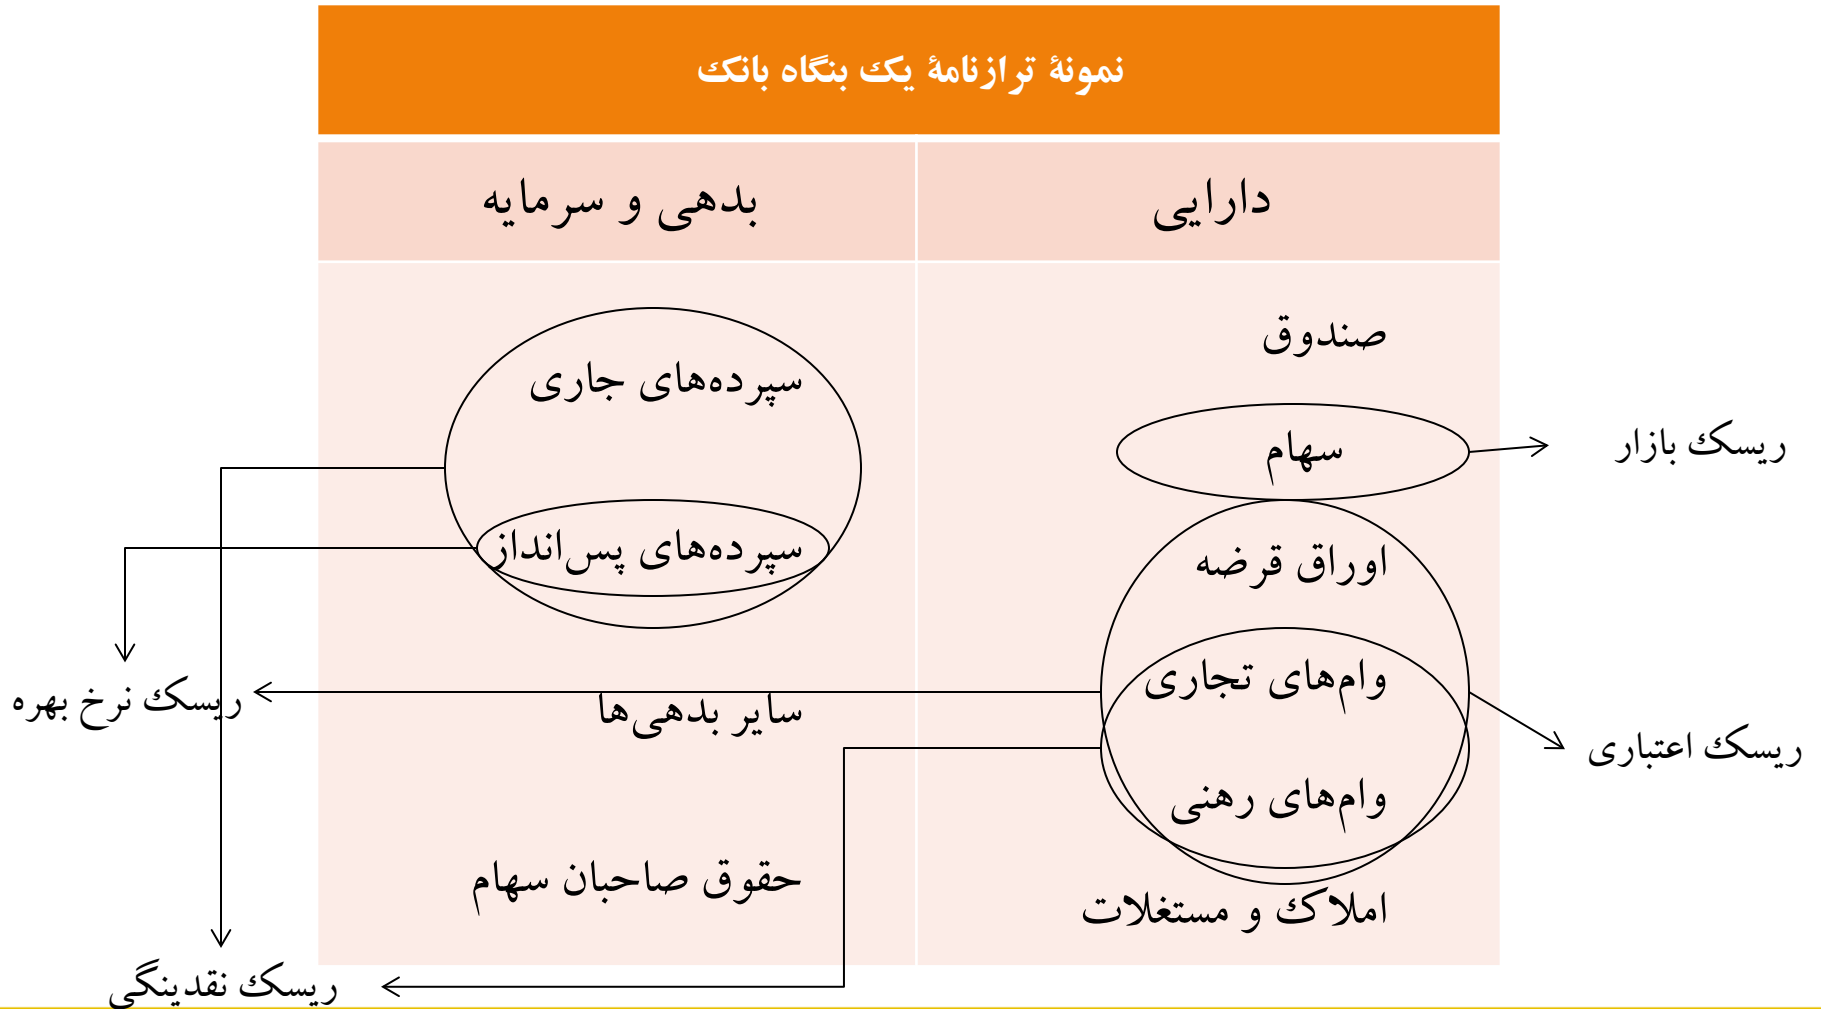 نمونهٔ ترازنامهٔ یک بنگاه بانک
دارایی
بدهی و سرمایه
صندوق
سهام
اوراق قرضه
وام‌های تجاری
وام‌های رهنی
املاک و مستغلات
سپرده‌های جاری
سپرده‌های پس‌انداز
سایر بدهی‌ها
حقوق صاحبان سهام
ریسک بازار
ریسک اعتباری
ریسک نرخ بهره
ریسک نقدینگی